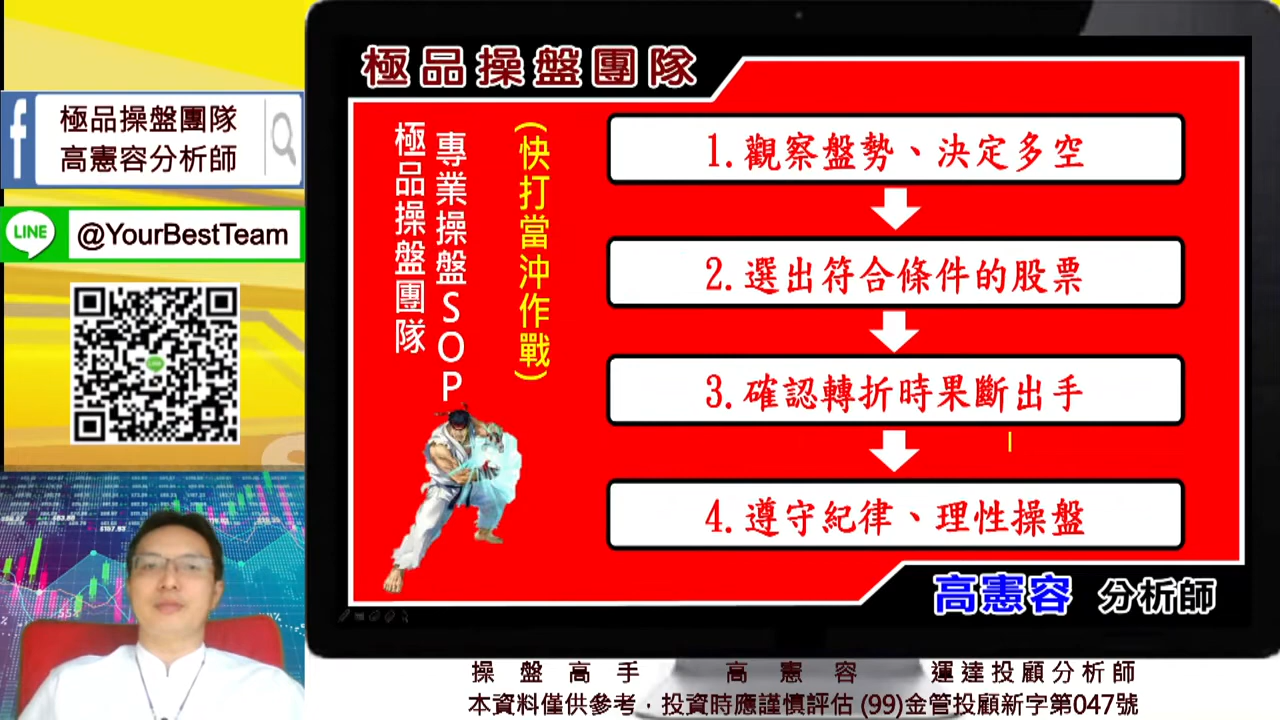 極品操盤團隊
高憲容分析師
LINE
@YourBestTeam
極品操盤團隊
極品操盤團隊
專業操盤SOP
(快打當沖作戰)
1.觀察盤勢、決定多空
2.選出符合條件的股票
3.確認轉折時果斷出手
4.遵守紀律、理性操盤
高憲容 分析師
操盤高手 高憲容 運達投顧分析師
本資料僅供參考，投資時應謹慎評估 (99)金管投顧新字第047號